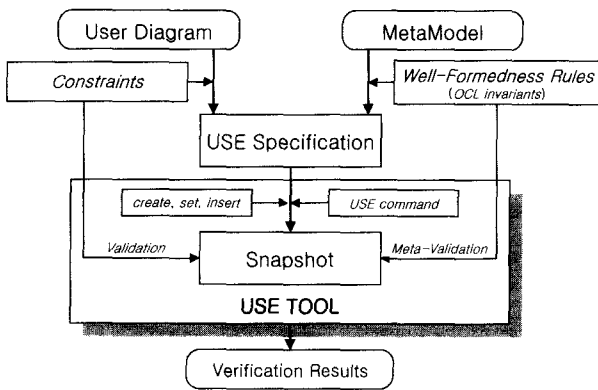 User Diagram
MetaModel
Constraints
Well-Formedness Rules
(OCL invariants)
USE Specification
create, set, insert
USE command
Validation
Snapshot
Meta-Validation
USE TOOL
Verification Results